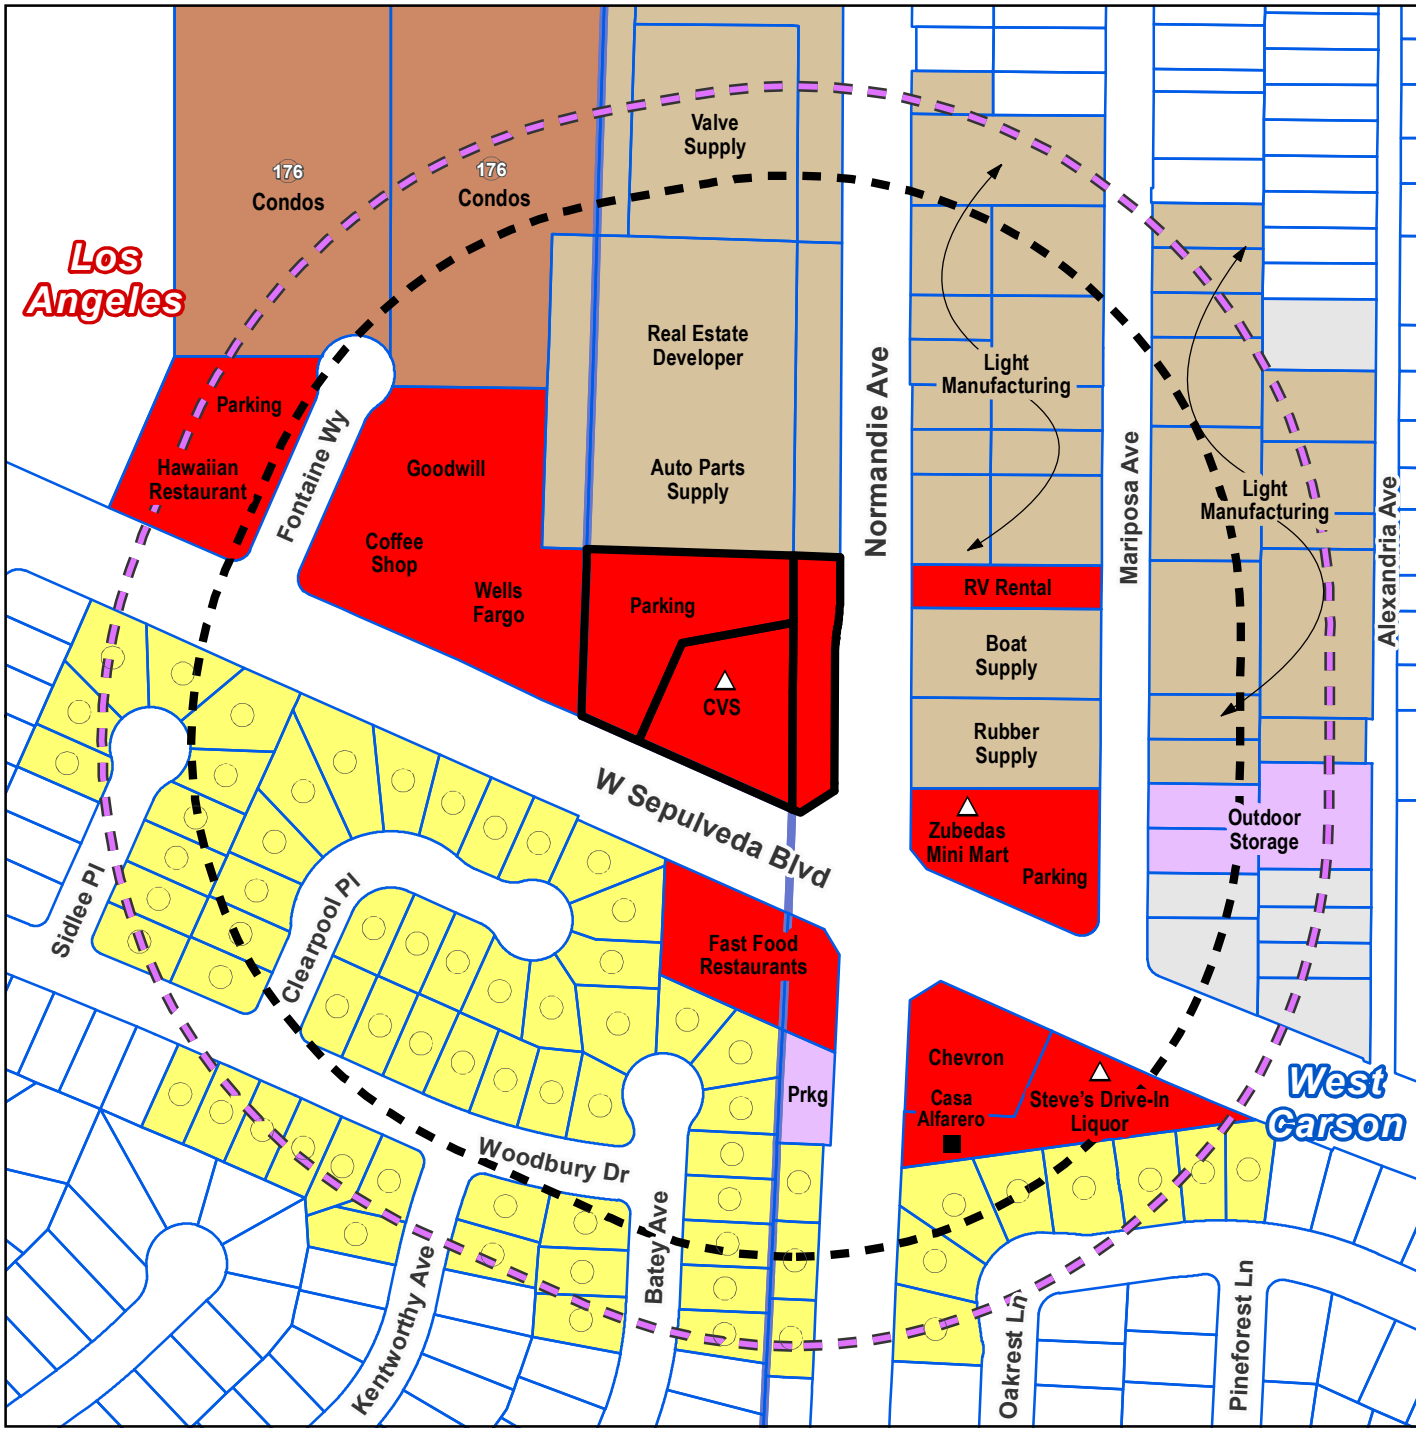 Valve
Supply
176
Condos
176
Condos
Los
Angeles
Real Estate
Developer
Light
Manufacturing
Normandie Ave
Mariposa Ave
Parking
Hawaiian
Restaurant
Fontaine Wy
Goodwill
Auto Parts
Supply
Light
Manufacturing
Alexandria Ave
Coffee
Shop
Wells
Fargo
Parking
RV Rental
Boat
Supply
CVS
Rubber
Supply
W Sepulveda Blvd
Zubedas
Mini Mart
Parking
Outdoor
Storage
Sidlee Pl
Clearpool Pl
Fast Food
Restaurants
Chevron
Casa
Alfarero
Steve's Drive-In
Liquor
Prkg
West
Carson
Woodbury Dr
Batey Ave
Kentworthy Ave
Oakrest Ln
Pineforest Ln